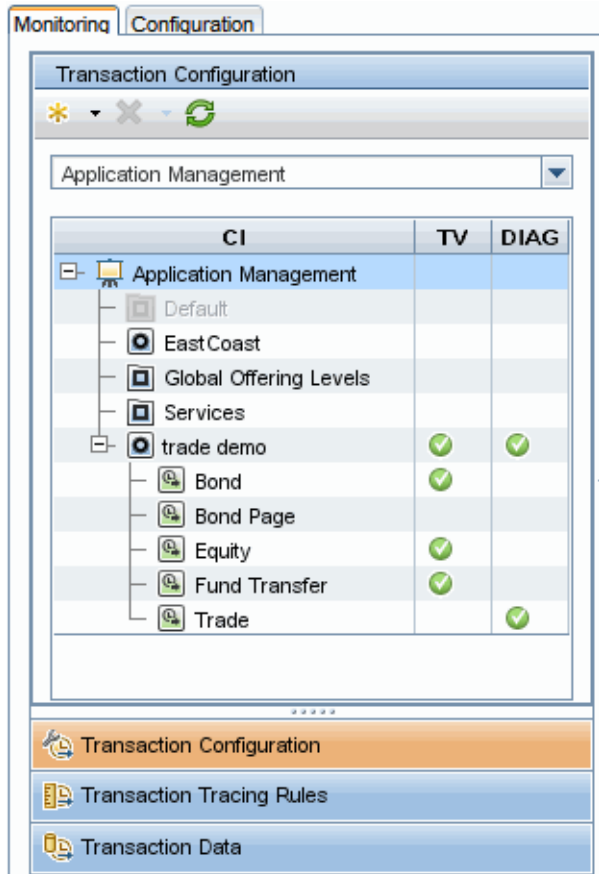 Monitoring Configuration
Transaction Configuration
Application Management
CI TV DIAG
Application Management
Default
EastCoast
Global Offering Levels
Services
trade demo
Bond
Bond Page
Equity
Fund Transfer
Trade
Transaction Configuration
Transaction Tracing Rules
Transaction Data